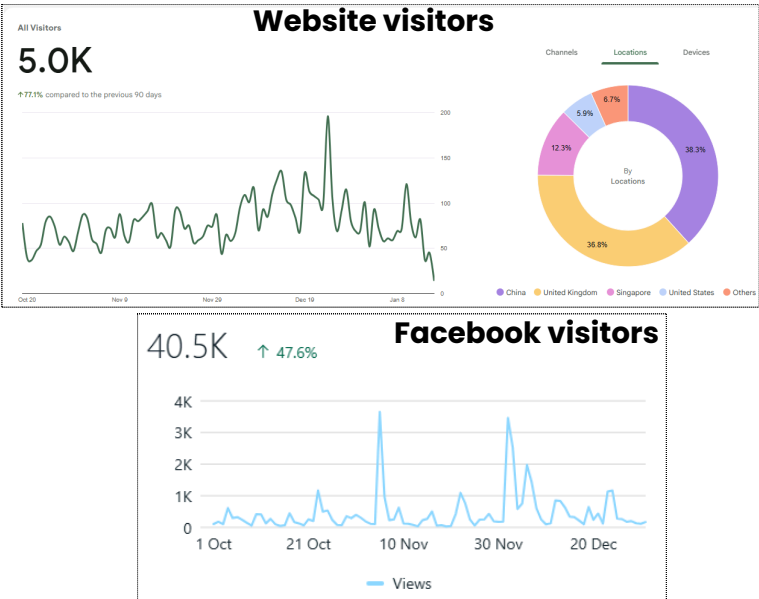 Website visitors
All Visitors
5.0K
↑77.1% compared to the previous 90 days
Channels Locations Devices
200
150
100
50
0
Oct 20 Nov 9 Nov 29 Dec 19 Jan 8
6.7%
5.9%
12.3%
38.3%
36.8%
By
Locations
China United Kingdom Singapore United States Others
Facebook visitors
40.5K ↑ 47.6%
4K
3K
2K
1K
0
1 Oct 21 Oct 10 Nov 30 Nov 20 Dec
Views